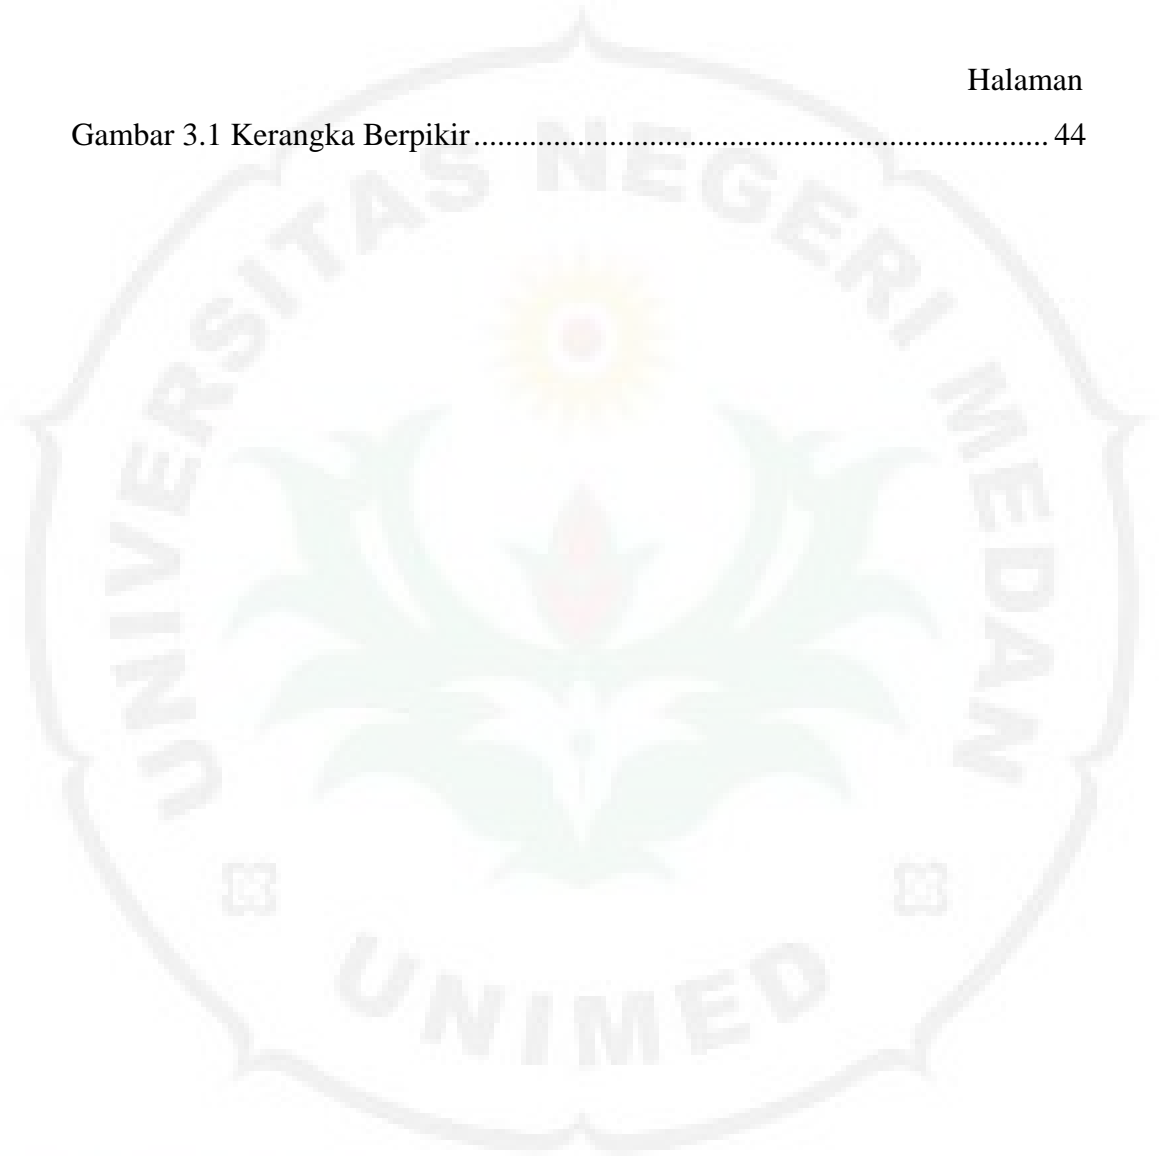 Halaman
Gambar 3.1 Kerangka Berpikir........................................................................ 44
UNIVERSITAS NEGERI MEDAN
UNIMED